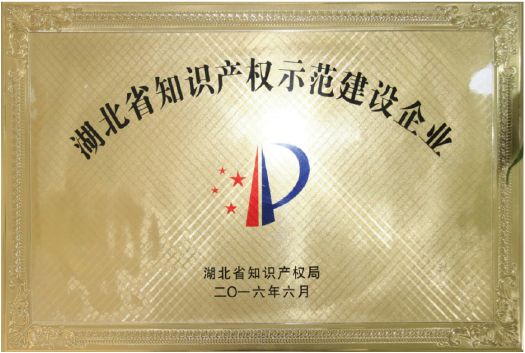 湖北省知识产权示范建设企业
湖北省知识产权局
二〇一六年六月